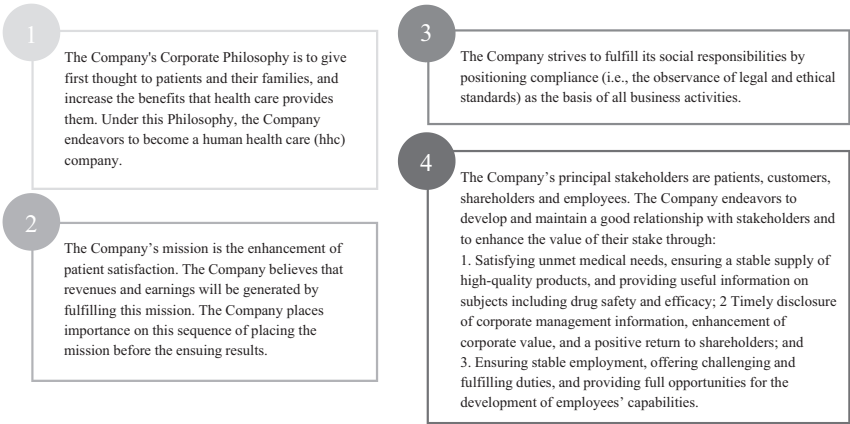 1
The Company's Corporate Philosophy is to give
first thought to patients and their families, and
increase the benefits that health care provides
them. Under this Philosophy, the Company
endeavors to become a human health care (hhc)
company.
2
The Company’s mission is the enhancement of
patient satisfaction. The Company believes that
revenues and earnings will be generated by
fulfilling this mission. The Company places
importance on this sequence of placing the
mission before the ensuing results.
3
The Company strives to fulfill its social responsibilities by
positioning compliance (i.e., the observance of legal and ethical
standards) as the basis of all business activities.
4
The Company’s principal stakeholders are patients, customers,
shareholders and employees. The Company endeavors to
develop and maintain a good relationship with stakeholders and
to enhance the value of their stake through:
1. Satisfying unmet medical needs, ensuring a stable supply of
high-quality products, and providing useful information on
subjects including drug safety and efficacy; 2 Timely disclosure
of corporate management information, enhancement of
corporate value, and a positive return to shareholders; and
3. Ensuring stable employment, offering challenging and
fulfilling duties, and providing full opportunities for the
development of employees’ capabilities.